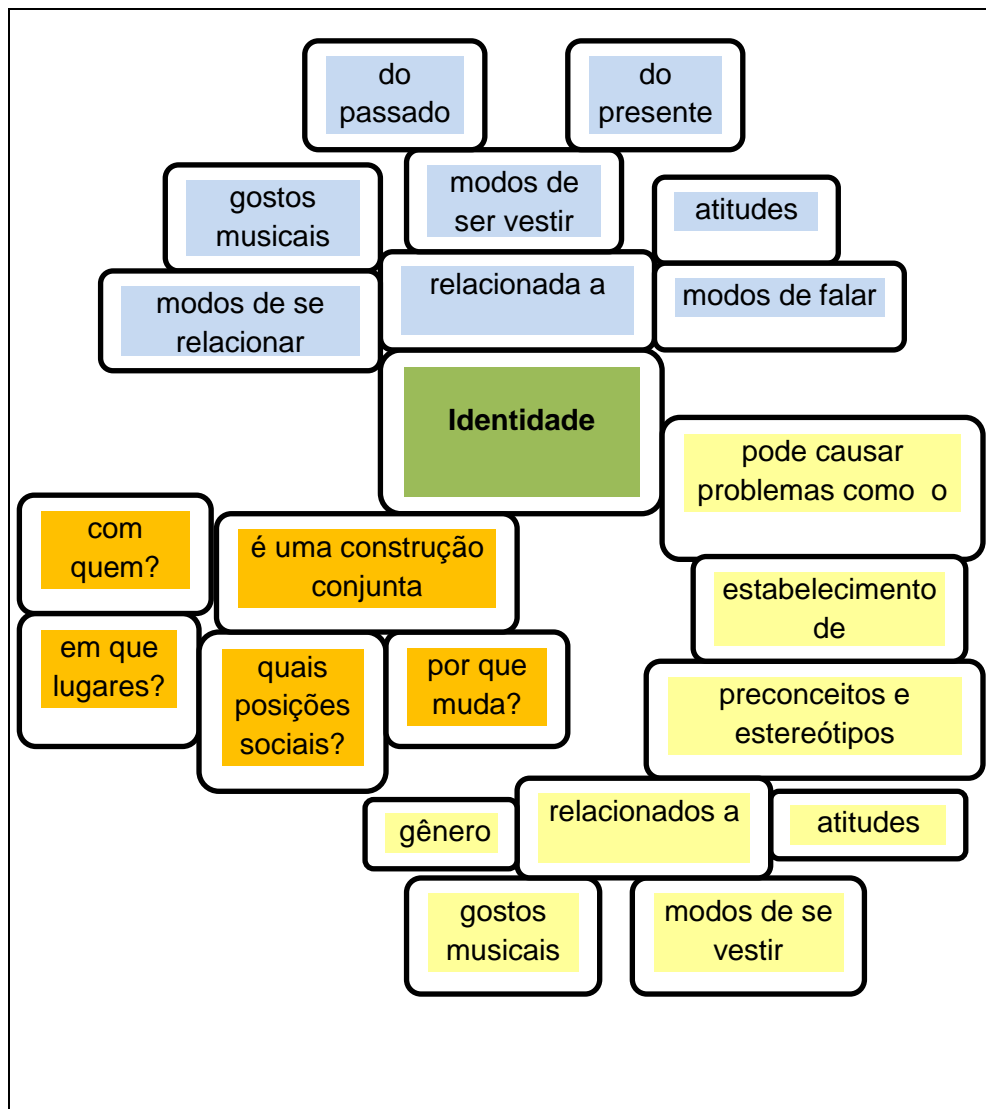 do
passado
do
presente
gostos
musicais
modos de
ser vestir
atitudes
modos de se
relacionar
relacionada a
modos de falar
Identidade
pode causar
problemas como  o
com
quem?
é uma construção
conjunta
estabelecimento
de
em que
lugares?
quais
posições
sociais?
por que
muda?
preconceitos e
estereótipos
gênero
relacionados a
atitudes
gostos
musicais
modos de se
vestir